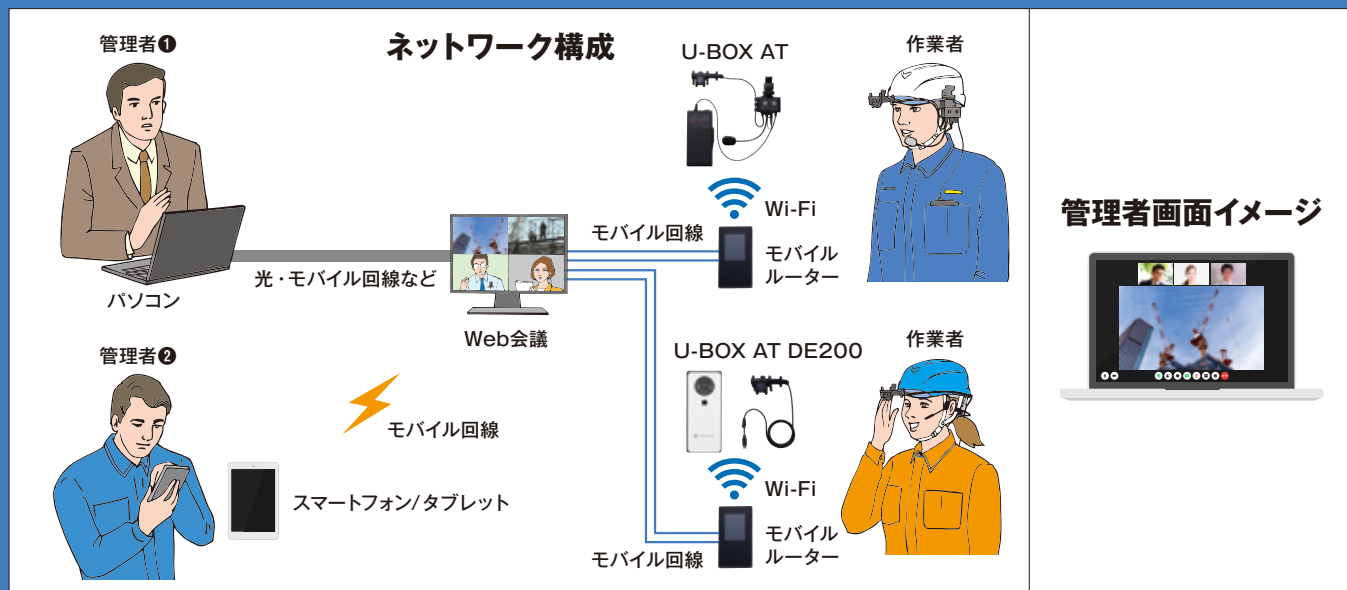 ネットワーク構成
管理者❶
パソコン
光・モバイル回線など
Web会議
管理者❷
モバイル回線
スマートフォン/タブレット
U-BOX AT
作業者
Wi-Fi
モバイル回線
モバイル
ルーター
U-BOX AT DE200
作業者
Wi-Fi
モバイル回線
モバイル
ルーター
管理者画面イメージ